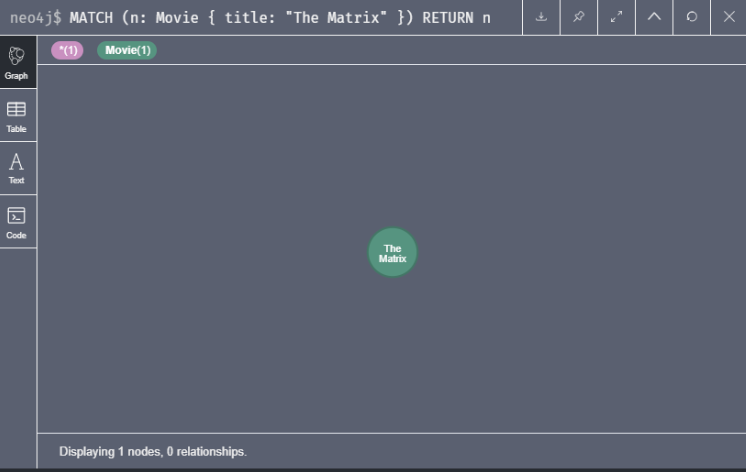 neo4j$ MATCH (n: Movie { title: "The Matrix" }) RETURN n
*(1) Movie(1)
Graph
Table
A
Text
Code
The
Matrix
Displaying 1 nodes, 0 relationships.